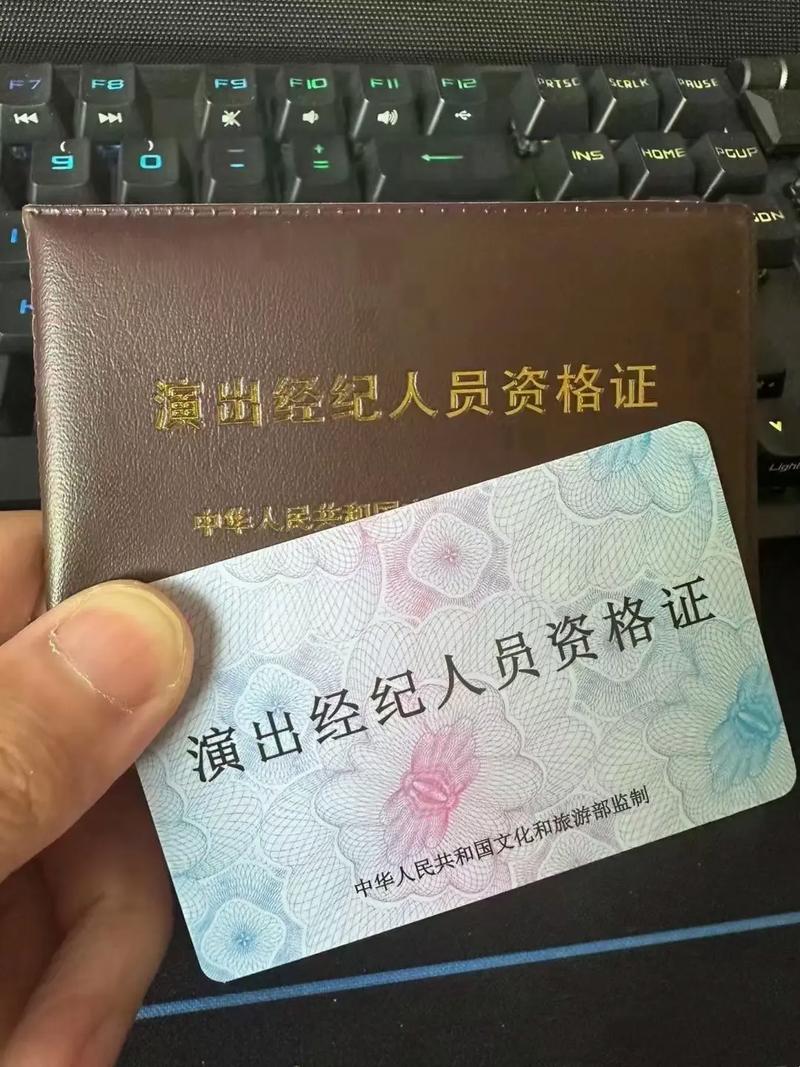 F7 F8 F9 F10 F11 F12 PRTSC SCRLK PAUSE
9 0 INS HOME PGUP
演出经纪人员资格证
中华人民共和国
演出经纪人员资格证
中华人民共和国文化和旅游部监制